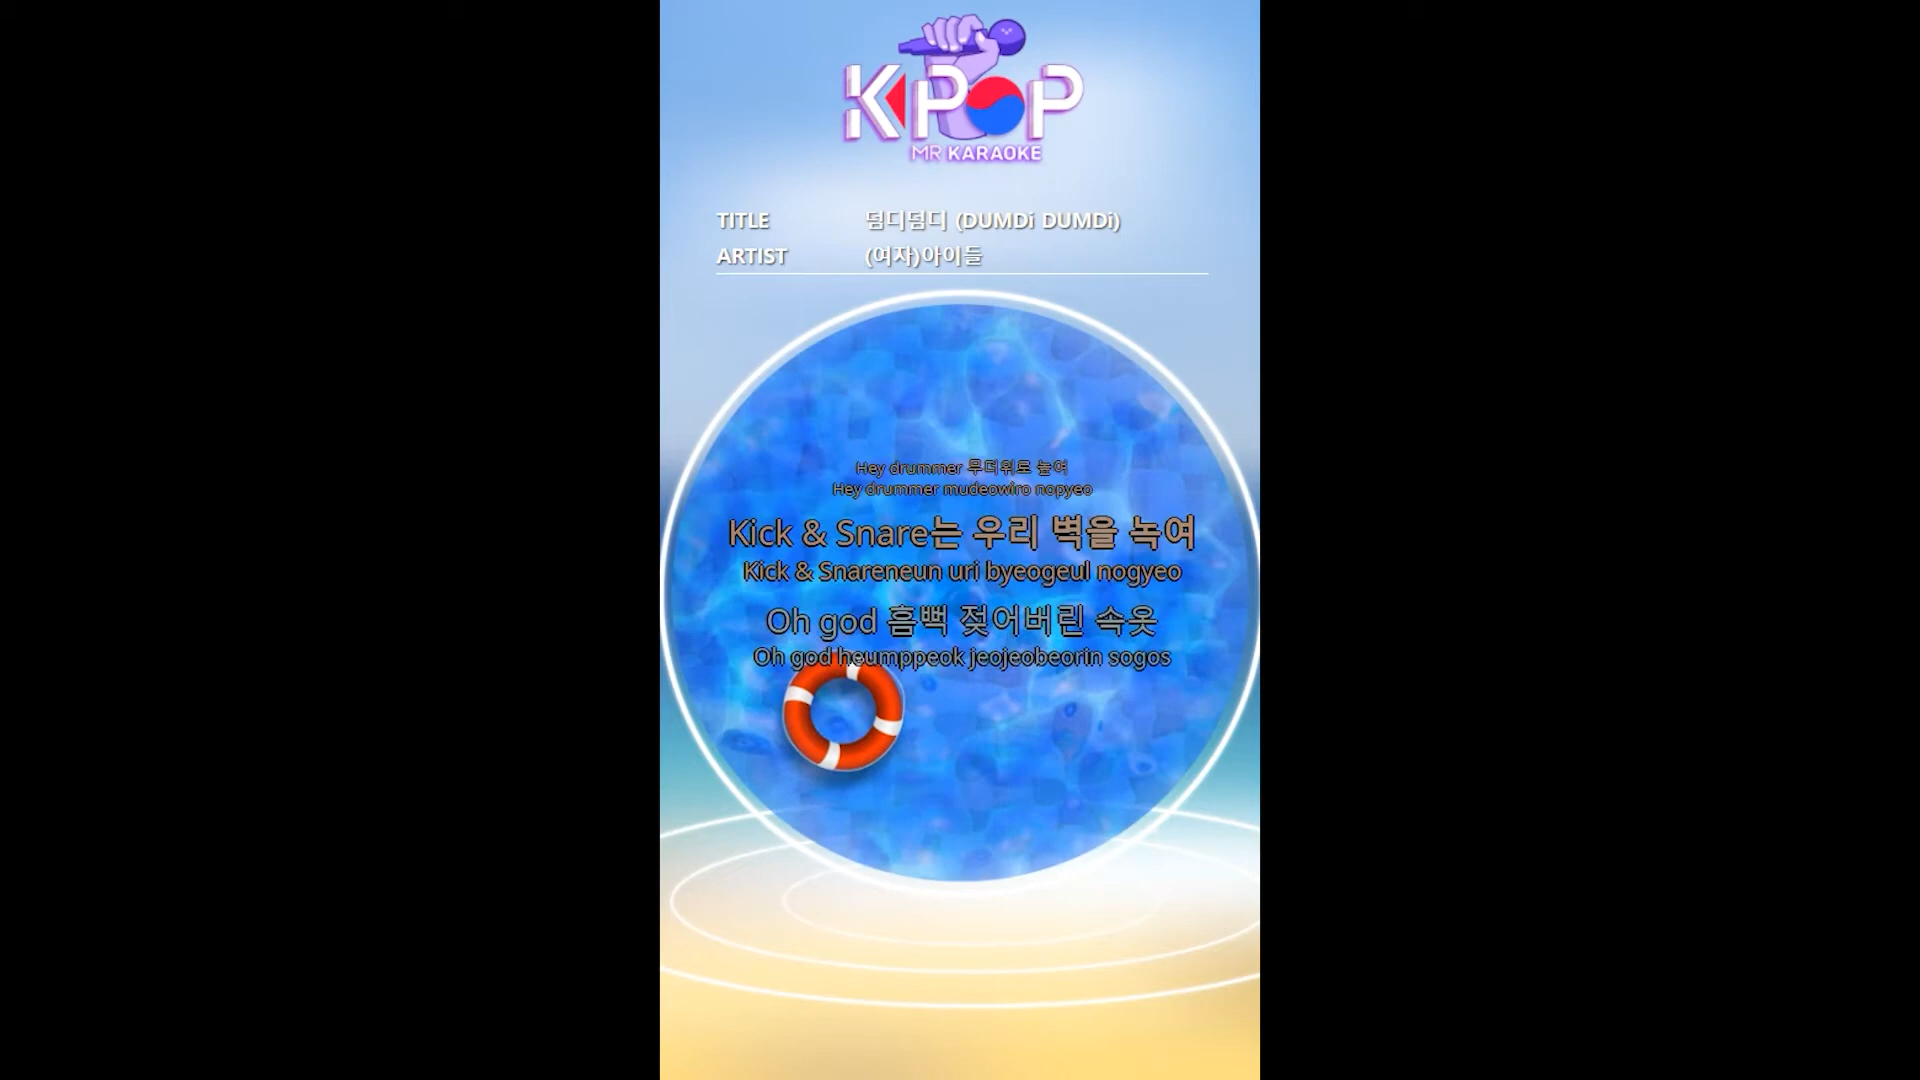 KPOP
MR KARAOKE
TITLE 덤디덤디 (DUMDi DUMDi)
ARTIST (여자)아이들
Hey drummer 무더위로 높여
Hey drummer mudeowiro nopyeo
Kick & Snare는 우리 벽을 녹여
Kick & Snareneun uri byeogeul nogyeo
Oh god 흠뻑 젖어버린 속옷
Oh god heumppeok jeojeobeorin sogos